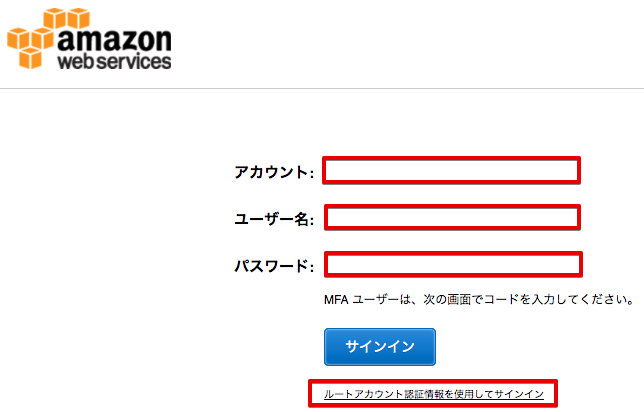 amazon
web services
アカウント:
ユーザー名:
パスワード:
MFA ユーザーは、次の画面でコードを入力してください。
サインイン
ルートアカウント認証情報を使用してサインイン